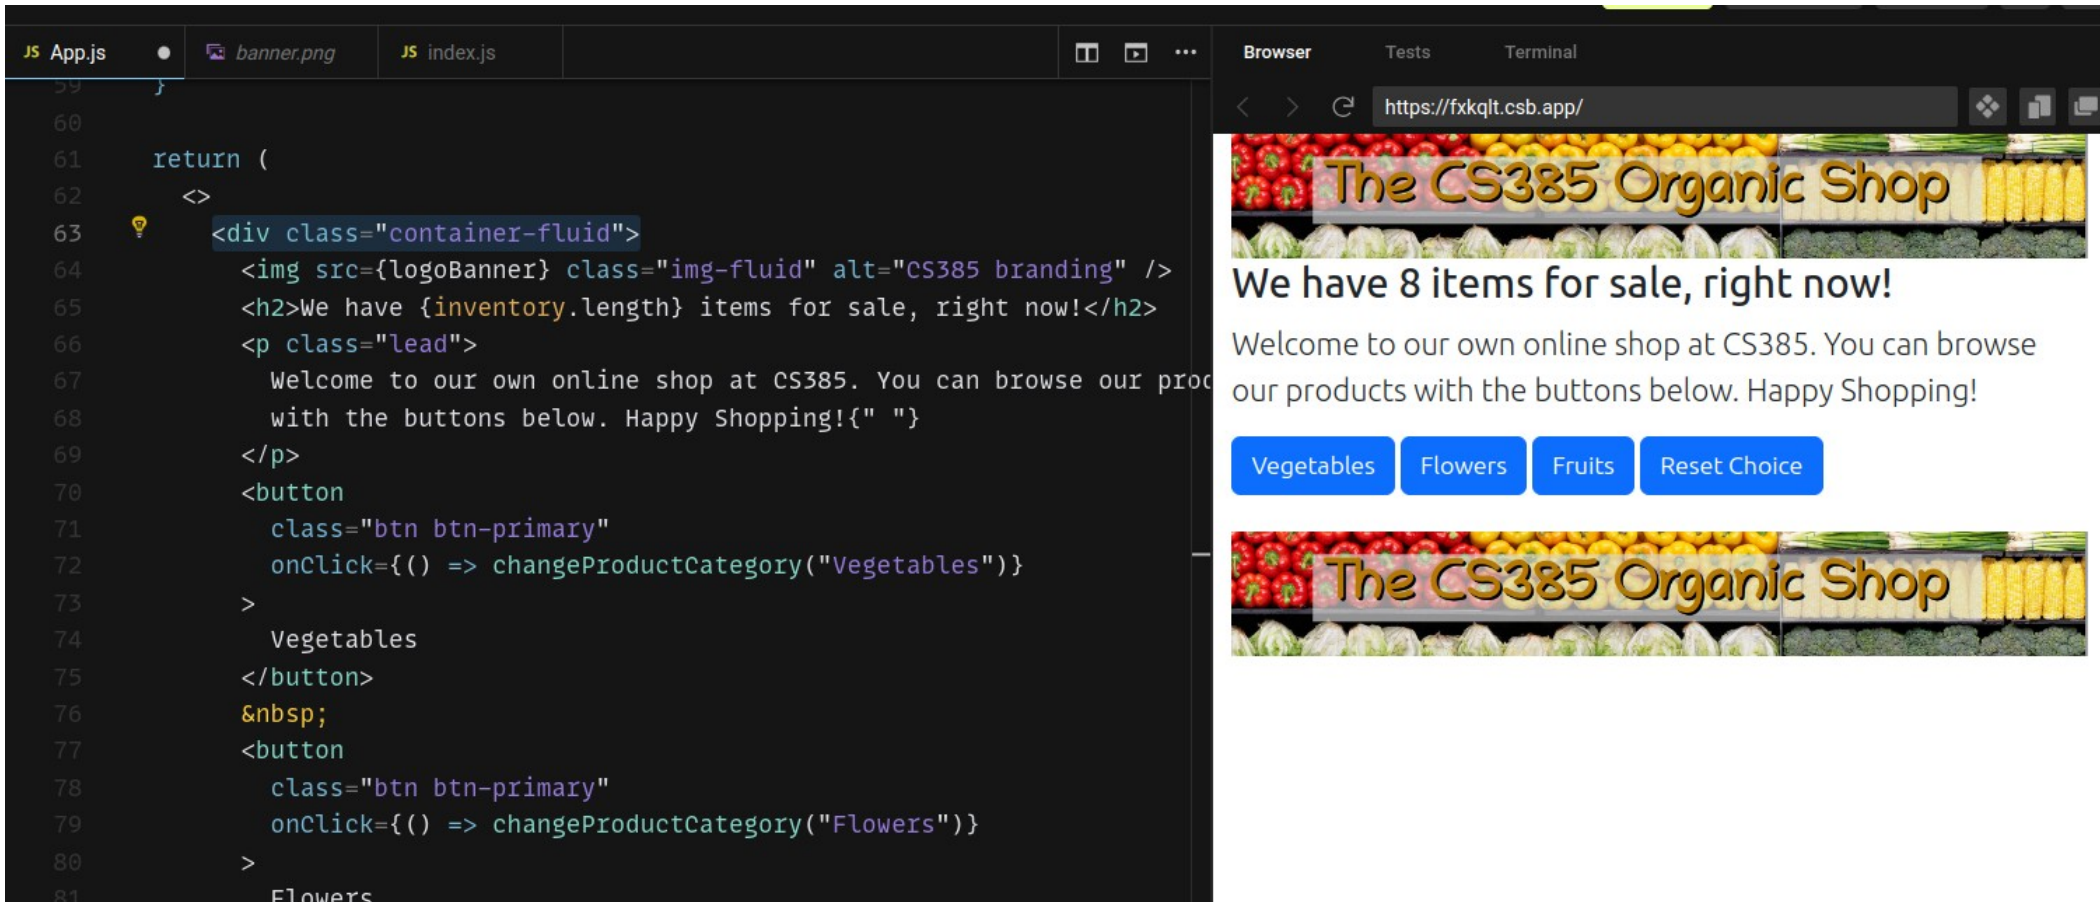 JS App.js ● banner.png JS index.js
59 }
60
61 return (
62 <>
63 <div class="container-fluid">
64 <img src={logoBanner} class="img-fluid" alt="CS385 branding" />
65 <h2>We have {inventory.length} items for sale, right now!</h2>
66 <p class="lead">
67 Welcome to our own online shop at CS385. You can browse our proc
68 with the buttons below. Happy Shopping!{" "}
69 </p>
70 <button
71 class="btn btn-primary"
72 onClick={() => changeProductCategory("Vegetables")}
73 >
74 Vegetables
75 </button>
76 &nbsp;
77 <button
78 class="btn btn-primary"
79 onClick={() => changeProductCategory("Flowers")}
80 >
81 Flowers
Browser Tests Terminal
https://fxkqlt.csb.app/
The CS385 Organic Shop
We have 8 items for sale, right now!
Welcome to our own online shop at CS385. You can browse
our products with the buttons below. Happy Shopping!
Vegetables Flowers Fruits Reset Choice
The CS385 Organic Shop